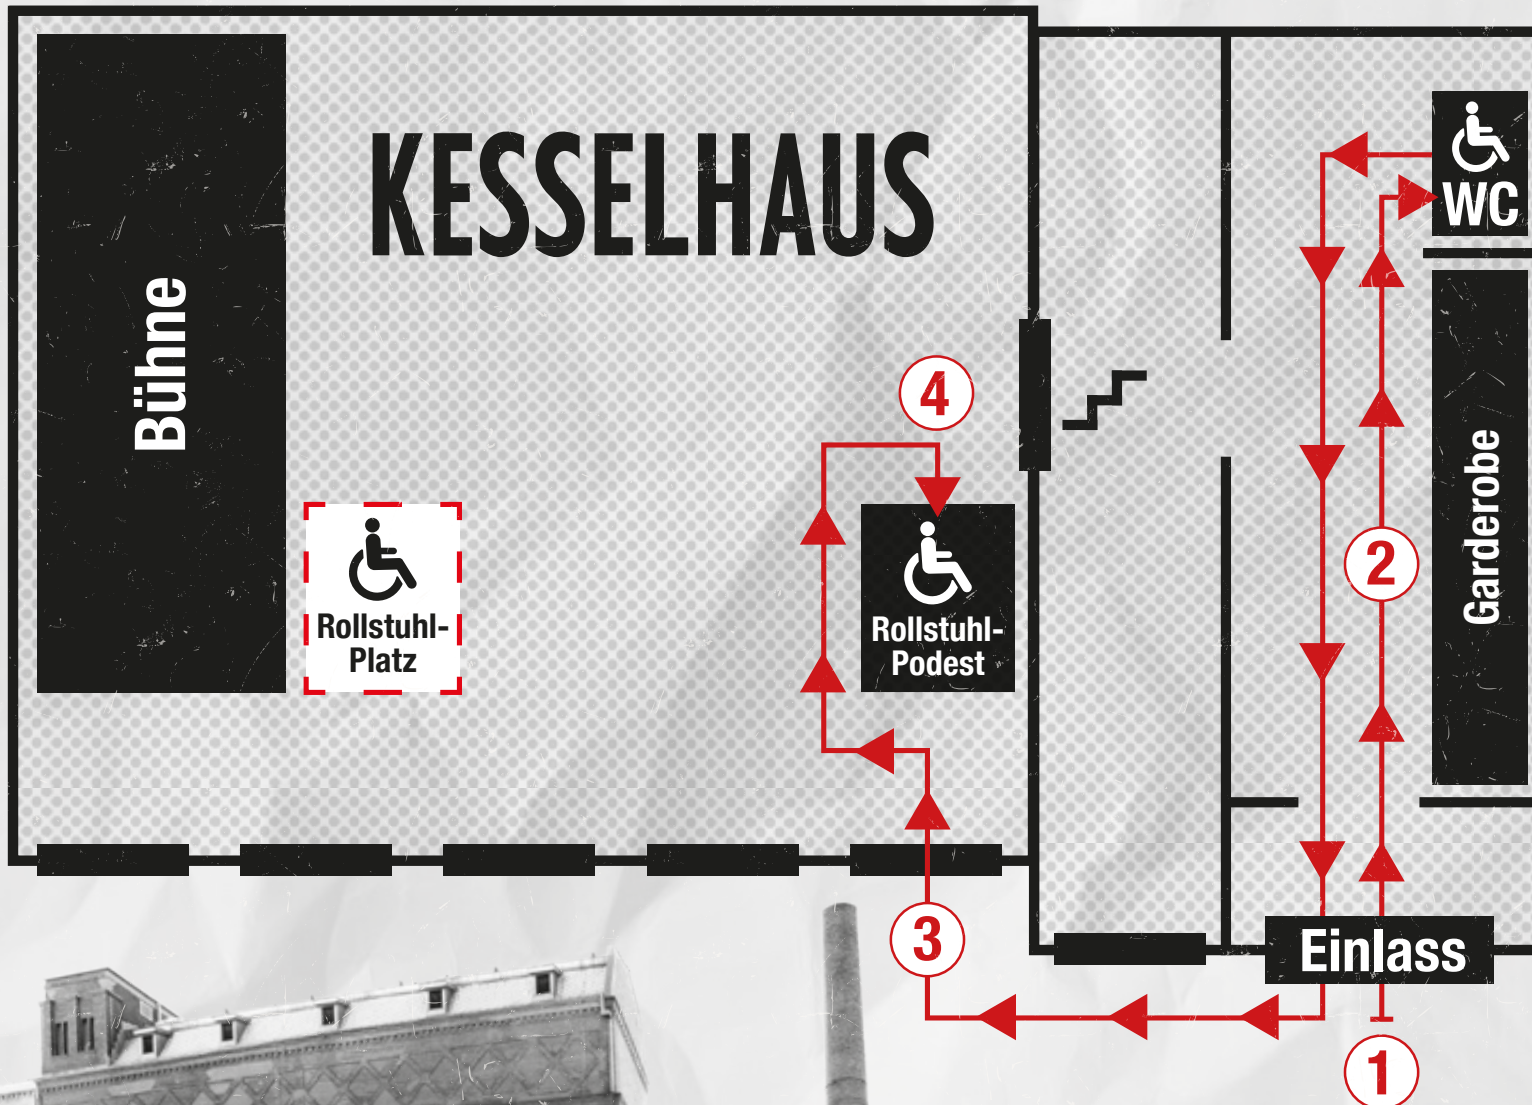 KESSELHAUS
Bühne
WC
4
Garderobe
2
Rollstuhl-
Platz
Rollstuhl-
Podest
3
Einlass
1